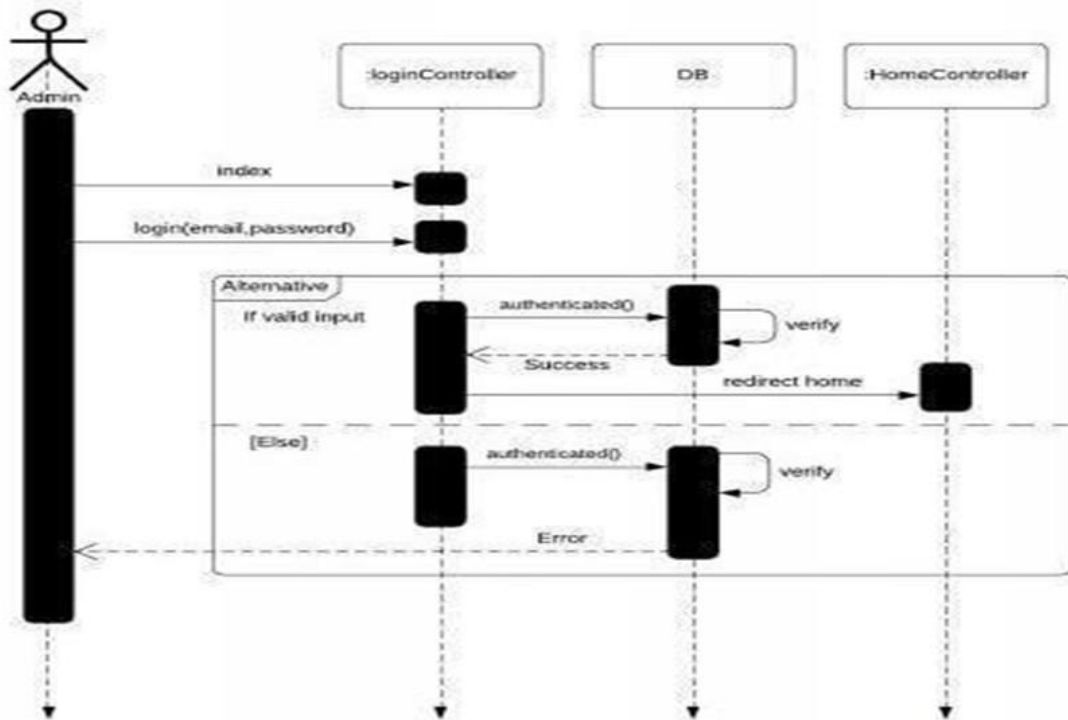 Admin
:loginController
DB
:HomeController
index
login(email,password)
Alternative
If valid input
authenticated()
verify
Success
redirect home
[Else]
authenticated()
verify
Error